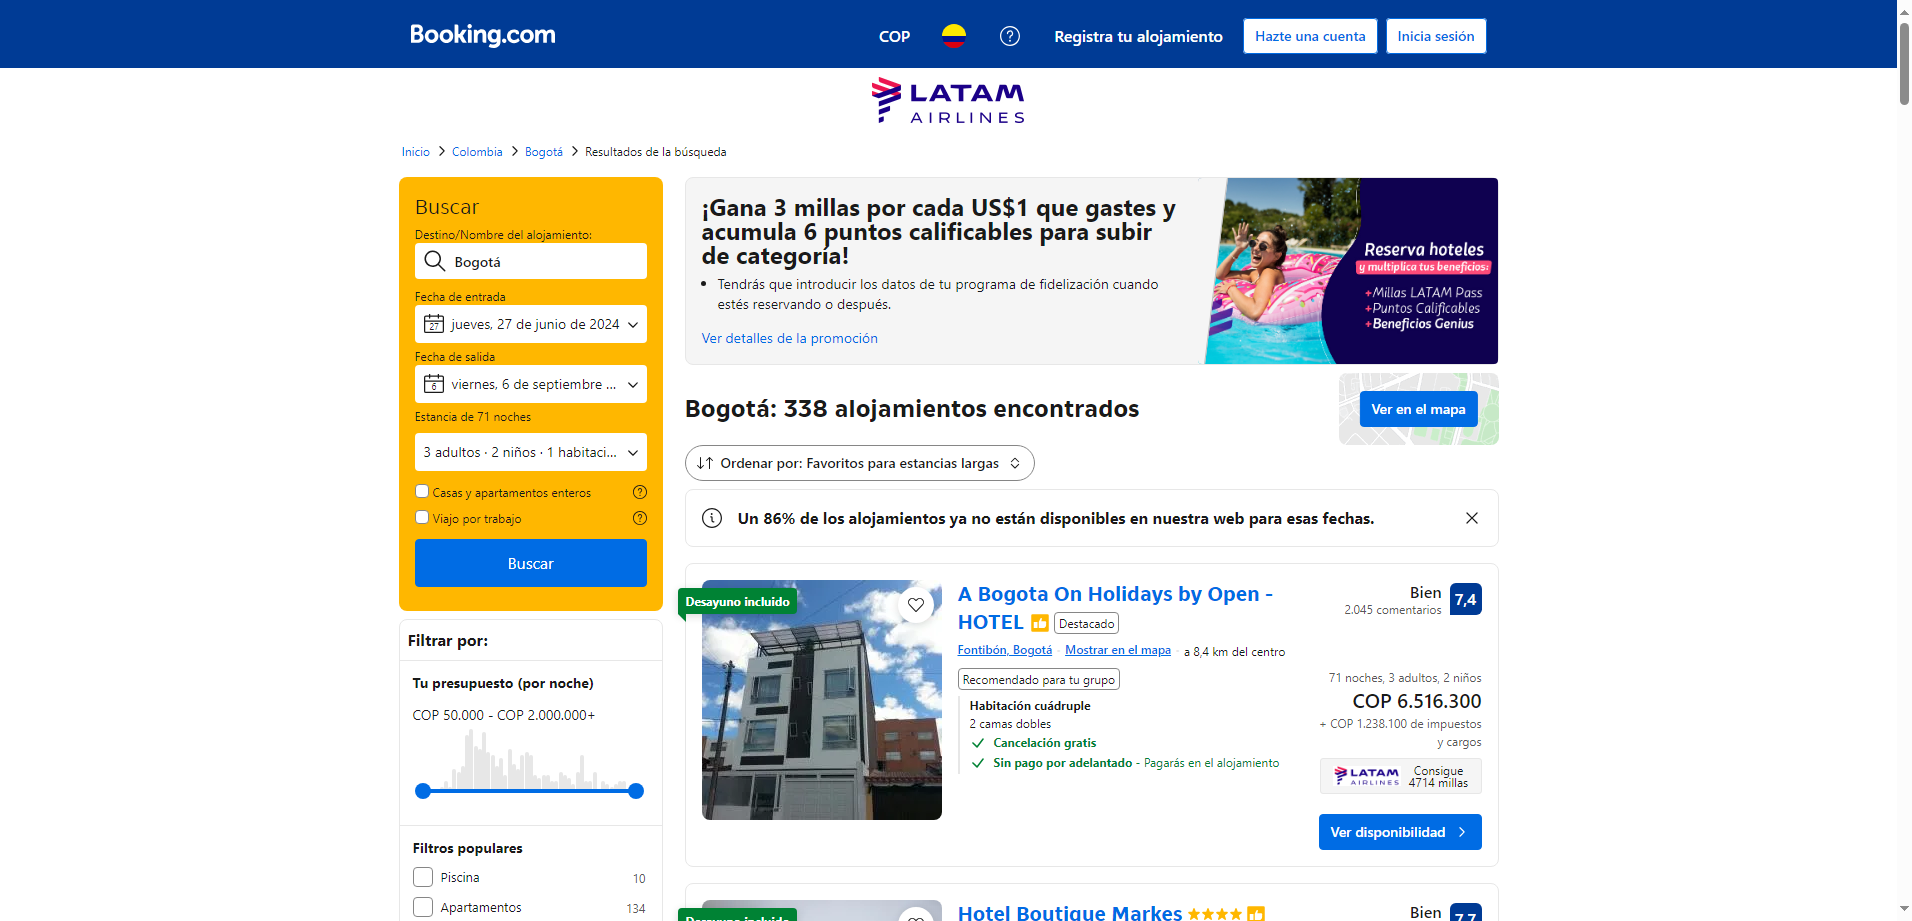 Booking.com
COP
Registra tu alojamiento
Hazte una cuenta
Inicia sesión
LATAM
AIRLINES
Inicio
Colombia
Bogotá
Resultados de la búsqueda
Buscar
Destino/Nombre del alojamiento:
Bogotá
Fecha de entrada
27
jueves, 27 de junio de 2024
Fecha de salida
6
viernes, 6 de septiembre ...
Estancia de 71 noches
3 adultos · 2 niños · 1 habitaci...
Casas y apartamentos enteros
Viajo por trabajo
Buscar
Filtrar por:
Tu presupuesto (por noche)
COP 50.000 - COP 2.000.000+
Filtros populares
Piscina 10
Apartamentos 134
¡Gana 3 millas por cada US$1 que gastes y
acumula 6 puntos calificables para subir
de categoría!
Tendrás que introducir los datos de tu programa de fidelización cuando
estés reservando o después.
Ver detalles de la promoción
Reserva hoteles
y multiplica tus beneficios:
+Millas LATAM Pass
+Puntos Calificables
+Beneficios Genius
Bogotá: 338 alojamientos encontrados
Ver en el mapa
Ordenar por: Favoritos para estancias largas
Un 86% de los alojamientos ya no están disponibles en nuestra web para esas fechas.
Desayuno incluido
A Bogota On Holidays by Open -
HOTEL
Destacado
Fontibón, Bogotá
Mostrar en el mapa
a 8,4 km del centro
Recomendado para tu grupo
Habitación cuádruple
2 camas dobles
Cancelación gratis
Sin pago por adelantado - Pagarás en el alojamiento
Bien
2.045 comentarios
7,4
71 noches, 3 adultos, 2 niños
COP 6.516.300
+ COP 1.238.100 de impuestos
y cargos
LATAM
AIRLINES
Consigue
4714 millas
Ver disponibilidad
Desayuno incluido
Hotel Boutique Markes
Bien
7,7